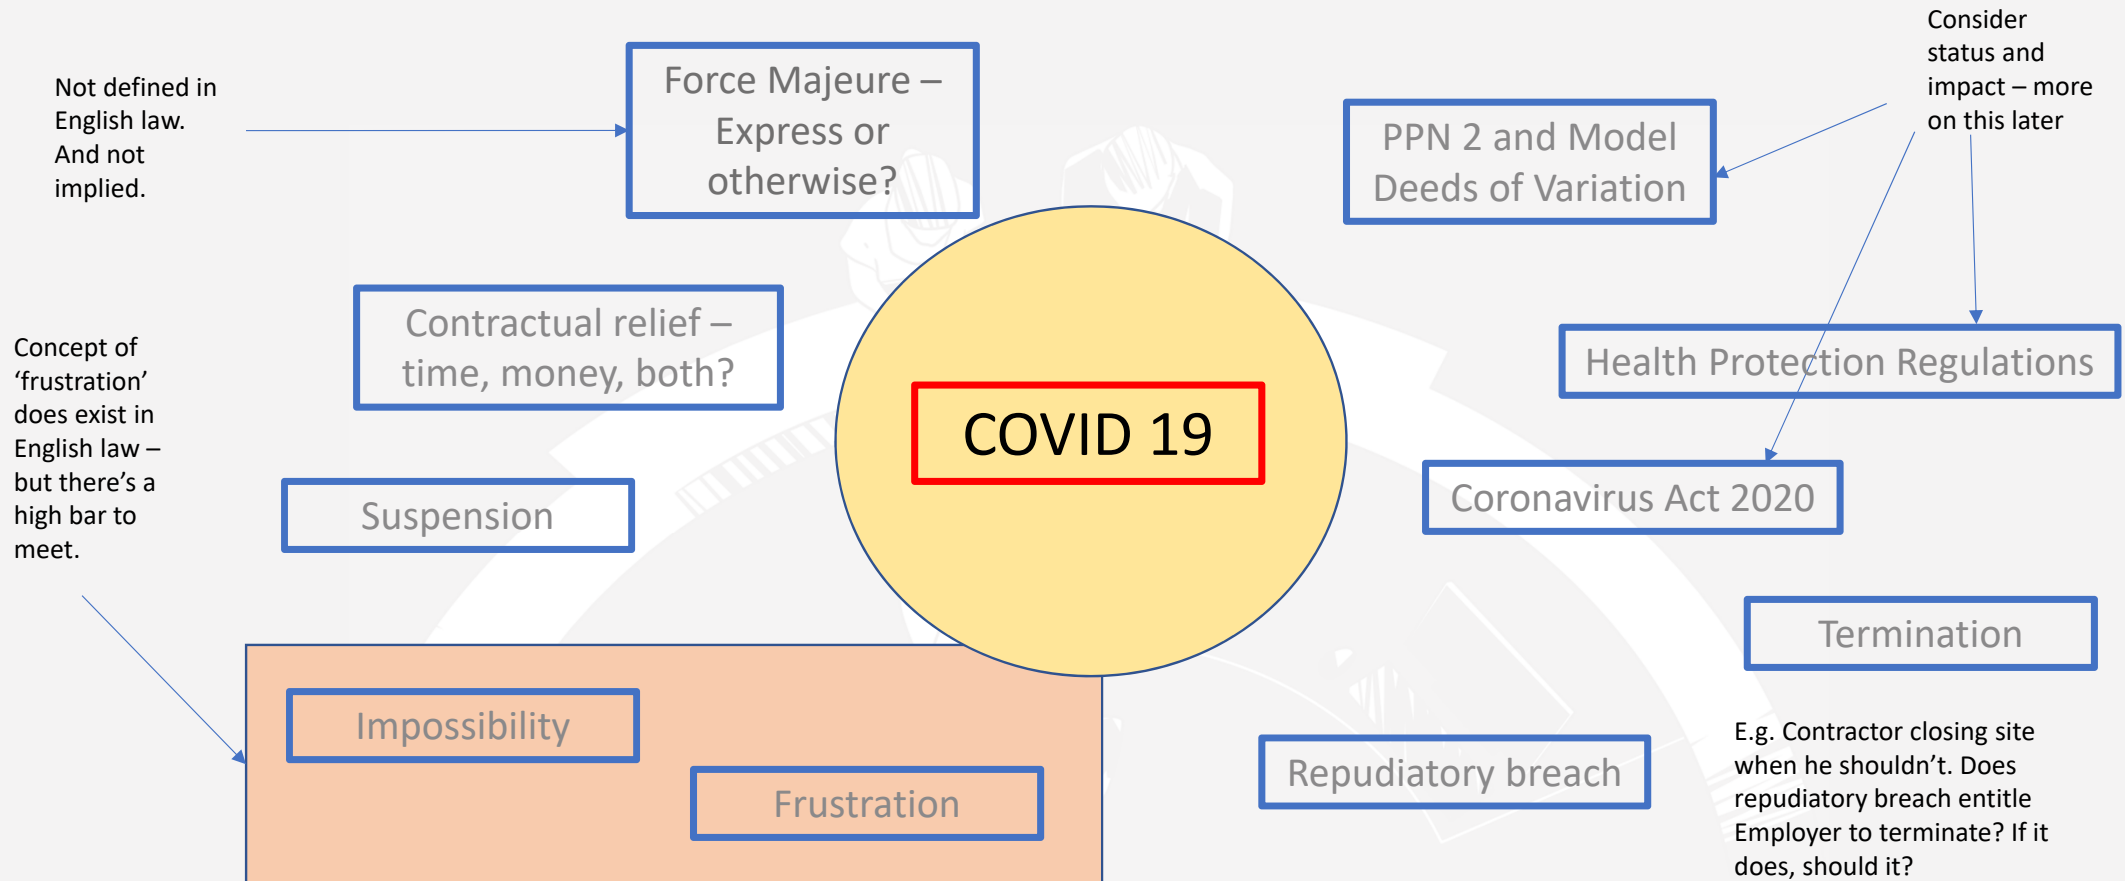 Consider
status and
impact – more
on this later
Not defined in
English law.
And not
implied.
Force Majeure –
Express or
otherwise?
PPN 2 and Model
Deeds of Variation
Contractual relief –
time, money, both?
Health Protection Regulations
Concept of
‘frustration’
does exist in
English law –
but there’s a
high bar to
meet.
COVID 19
Suspension
Coronavirus Act 2020
Termination
Impossibility
Frustration
Repudiatory breach
E.g. Contractor closing site
when he shouldn’t. Does
repudiatory breach entitle
Employer to terminate? If it
does, should it?